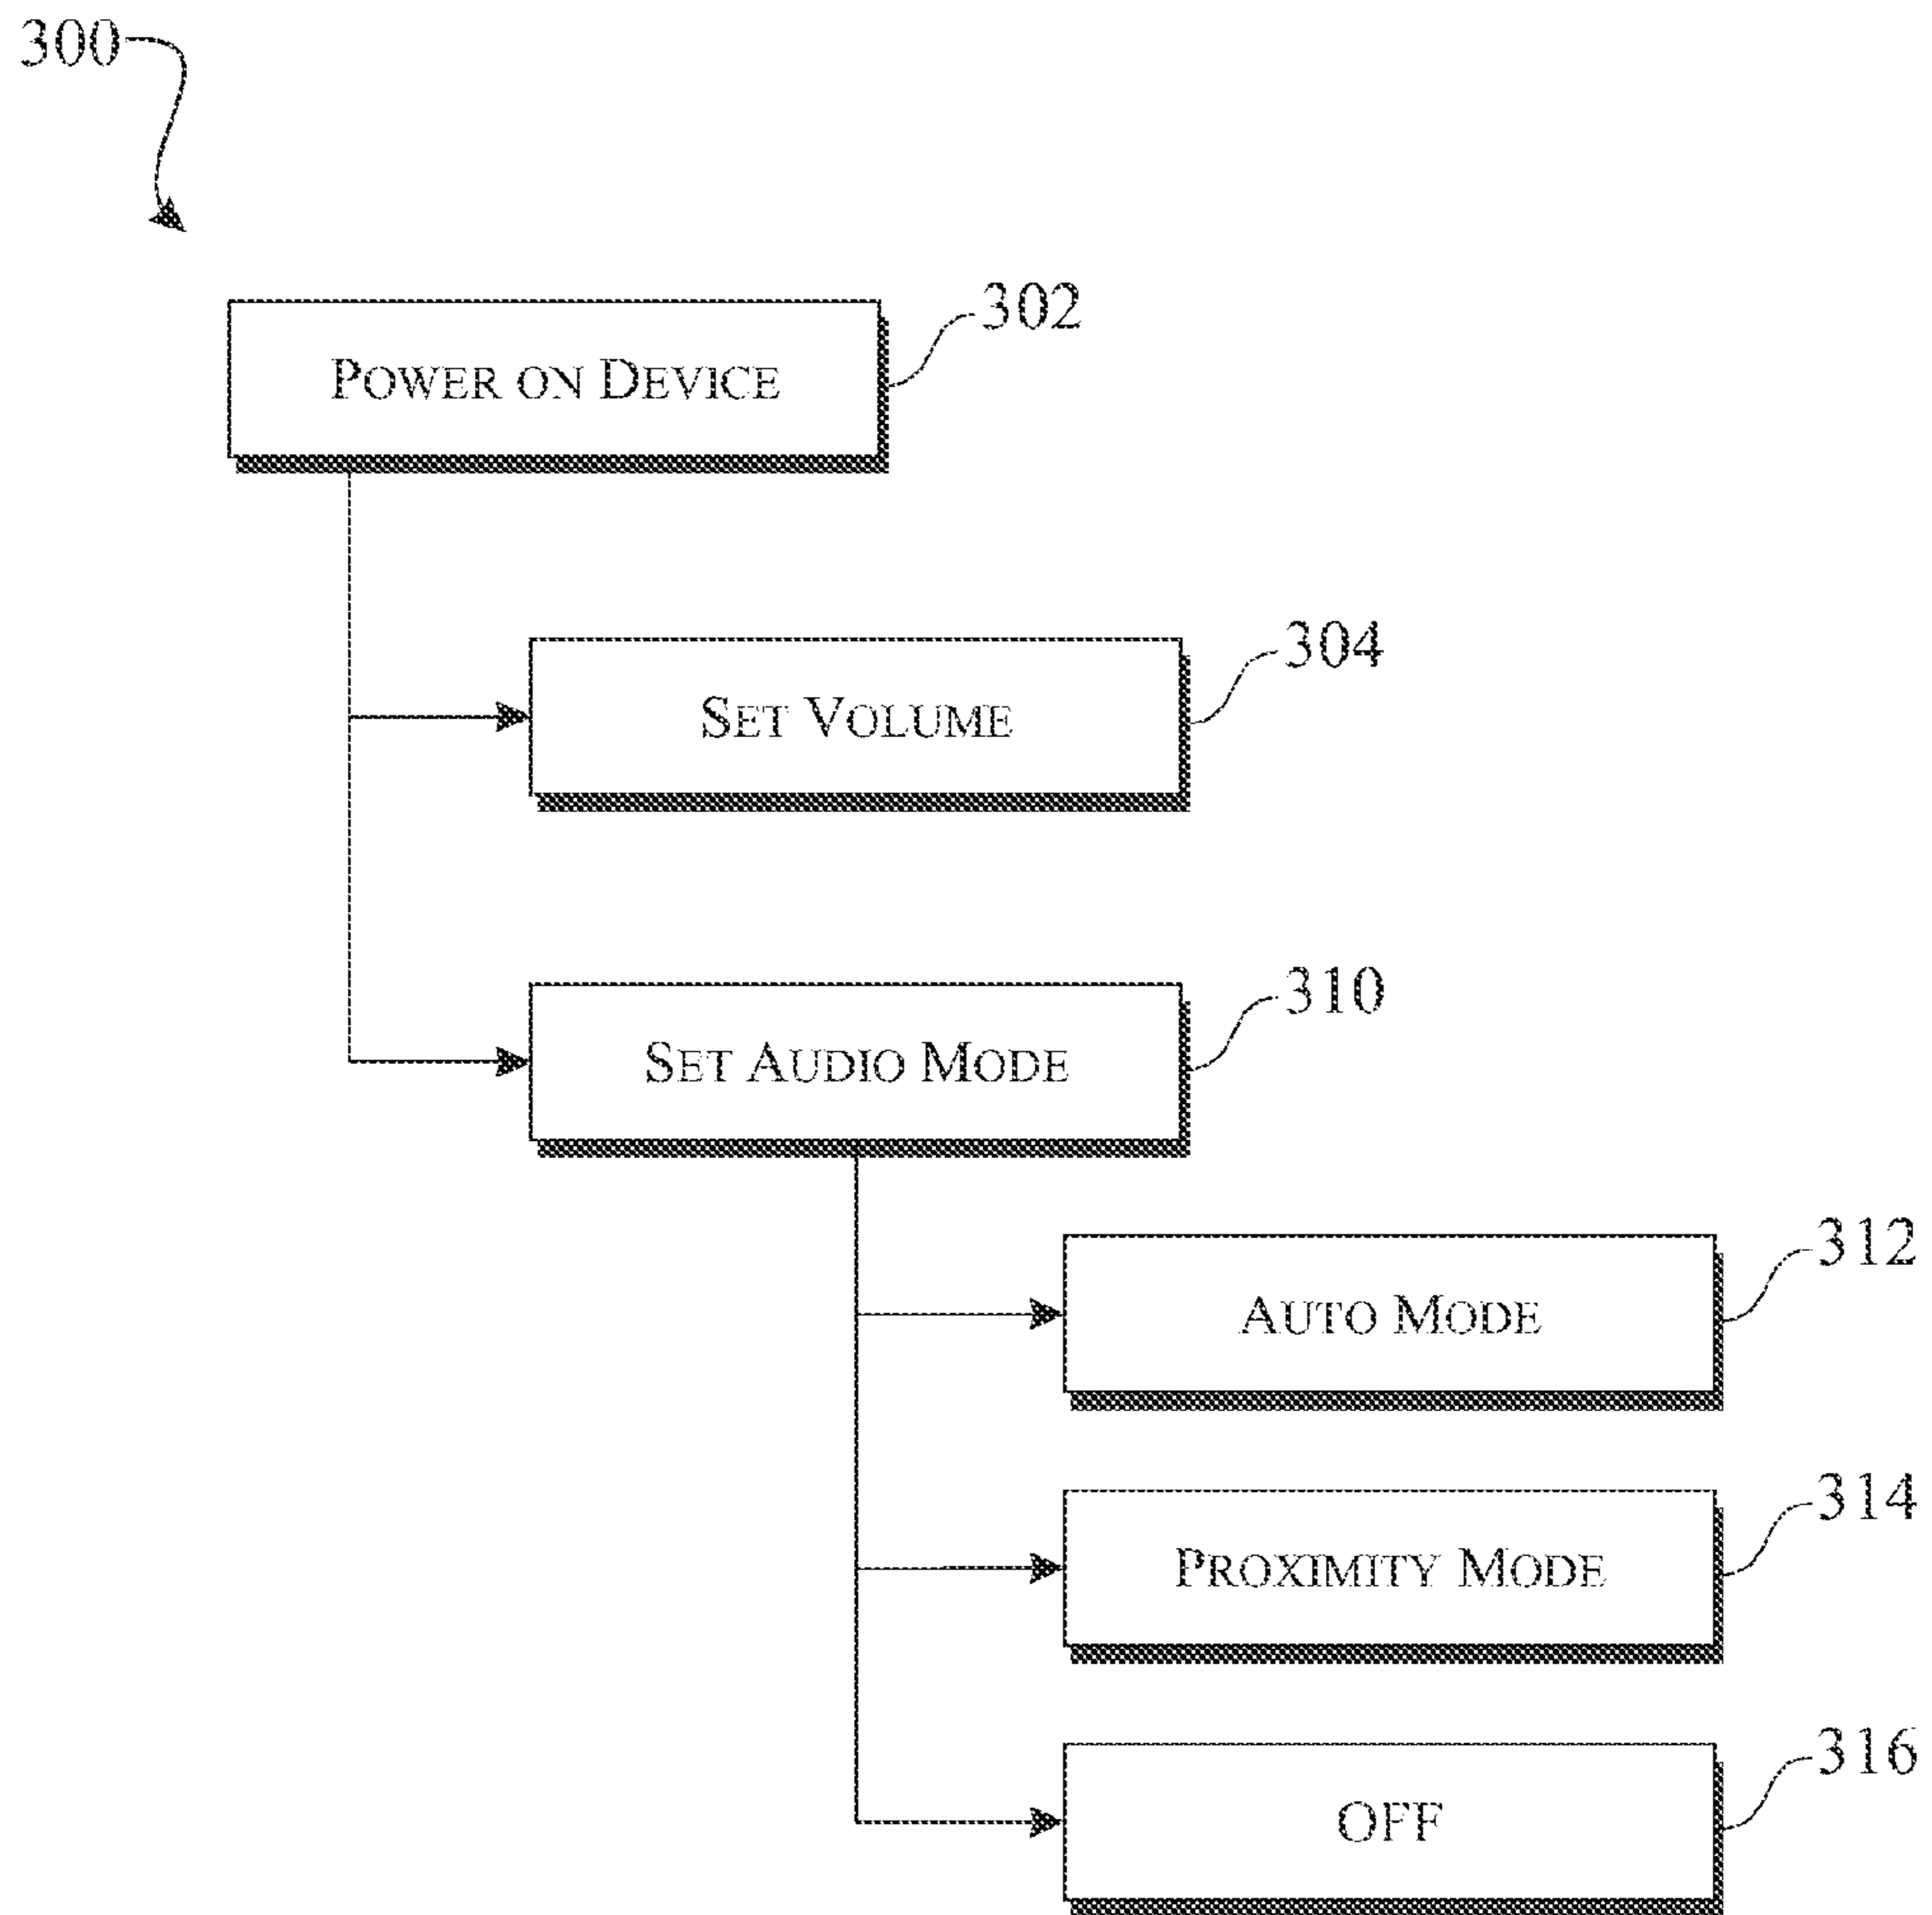 300
302
POWER ON DEVICE
304
SET VOLUME
310
SET AUDIO MODE
312
AUTO MODE
314
PROXIMITY MODE
316
OFF